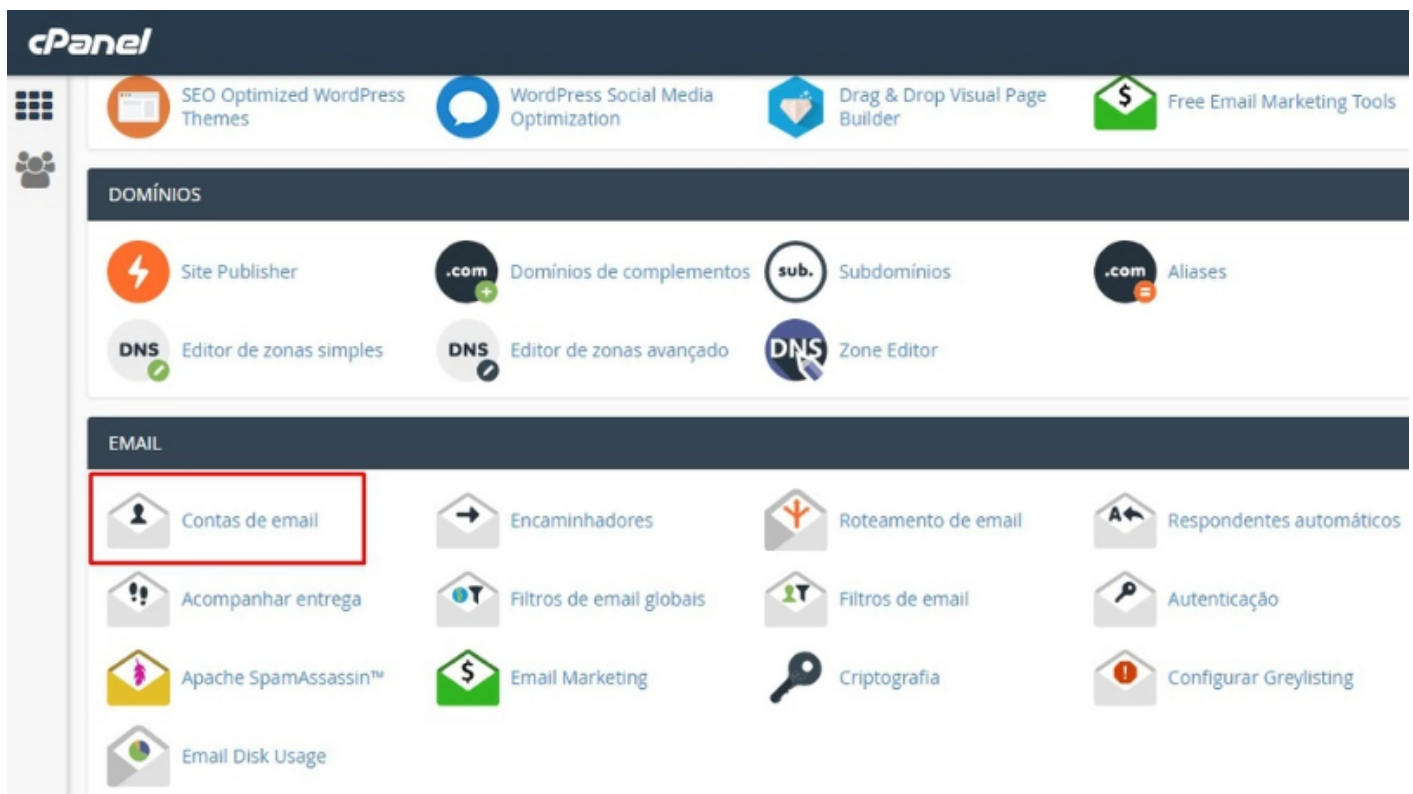 cPanel
SEO Optimized WordPress
Themes
WordPress Social Media
Optimization
Drag & Drop Visual Page
Builder
$
Free Email Marketing Tools
DOMÍNIOS
Site Publisher
.com
Domínios de complementos
sub.
Subdomínios
.com
Aliases
DNS
Editor de zonas simples
DNS
Editor de zonas avançado
DNS
Zone Editor
EMAIL
Contas de email
Encaminhadores
Roteamento de email
A
Respondentes automáticos
Acompanhar entrega
Filtros de email globais
Filtros de email
Autenticação
Apache SpamAssassin™
$
Email Marketing
Criptografia
!
Configurar Greylisting
Email Disk Usage